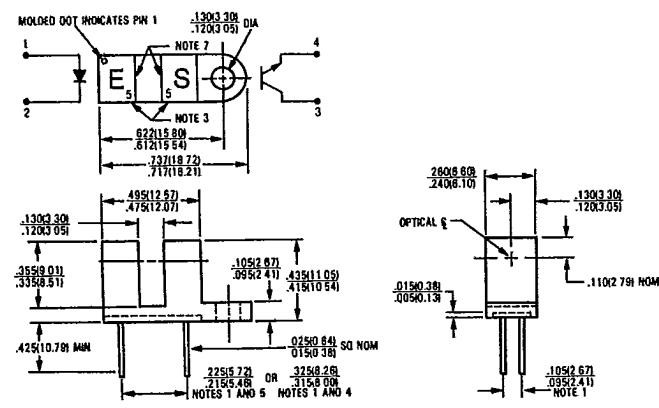 MOLDED DOT INDICATES PIN 1
.130(3.30)
.120(3.05) DIA
1
NOTE 7
4
E
S
5
5
2
NOTE 3
3
.622(15.80)
.612(15.54)
.737(18.72)
.717(18.21)
.495(12.57)
.475(12.07)
.130(3.30)
.120(3.05)
.260(6.60)
.240(6.10)
.130(3.30)
.120(3.05)
OPTICAL ℄
.355(9.01)
.335(8.51)
.105(2.67)
.095(2.41)
.435(11.05)
.415(10.54)
.110(2.79) NOM
.015(0.38)
.005(0.13)
.425(10.79) MIN
.025(0.64)
.015(0.38) SQ NOM
.225(5.72)
.215(5.46)
OR
.325(8.26)
.315(8.00)
NOTES 1 AND 5
NOTES 1 AND 4
.105(2.67)
.095(2.41)
NOTE 1